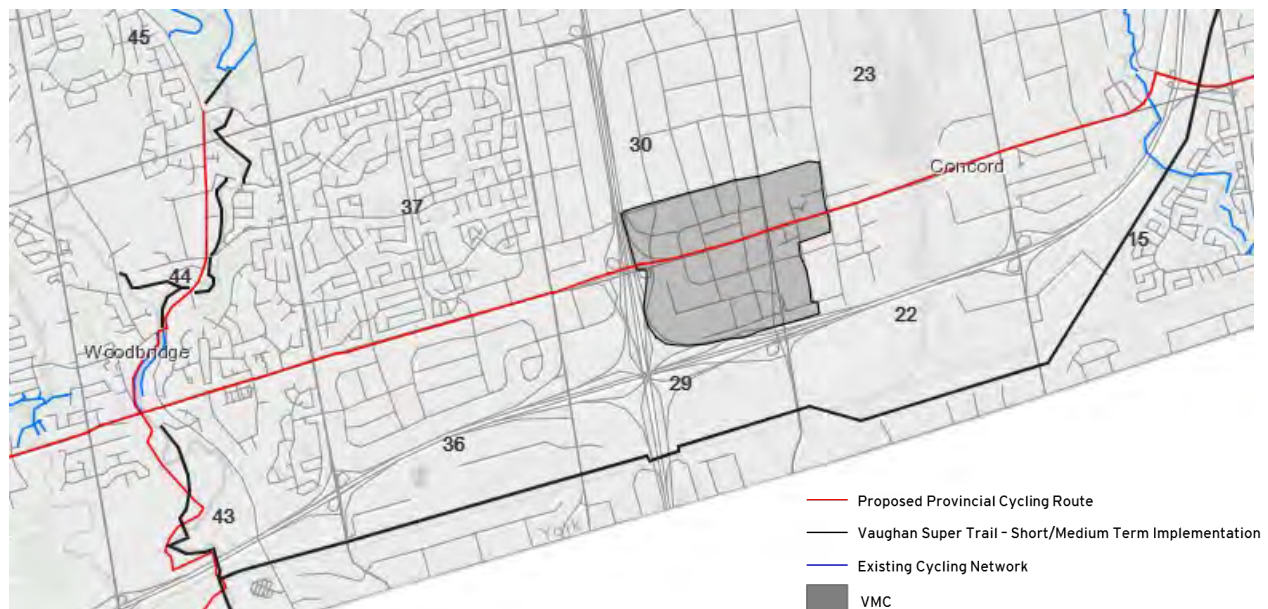 45
23
30
Concord
37
15
44
22
Woodbridge
29
36
43
York
Proposed Provincial Cycling Route
Vaughan Super Trail – Short/Medium Term Implementation
Existing Cycling Network
VMC